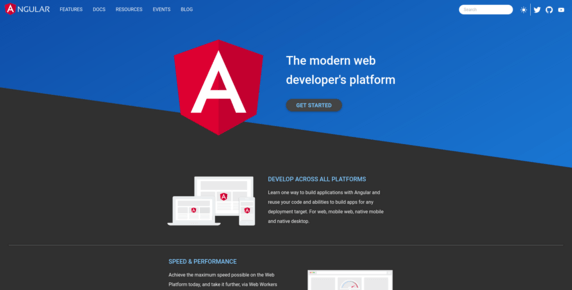 ANGULAR
FEATURES DOCS RESOURCES EVENTS BLOG
Search
The modern web
developer's platform
GET STARTED
DEVELOP ACROSS ALL PLATFORMS
Learn one way to build applications with Angular and
reuse your code and abilities to build apps for any
deployment target. For web, mobile web, native mobile
and native desktop.
SPEED & PERFORMANCE
Achieve the maximum speed possible on the Web
Platform today, and take it further, via Web Workers